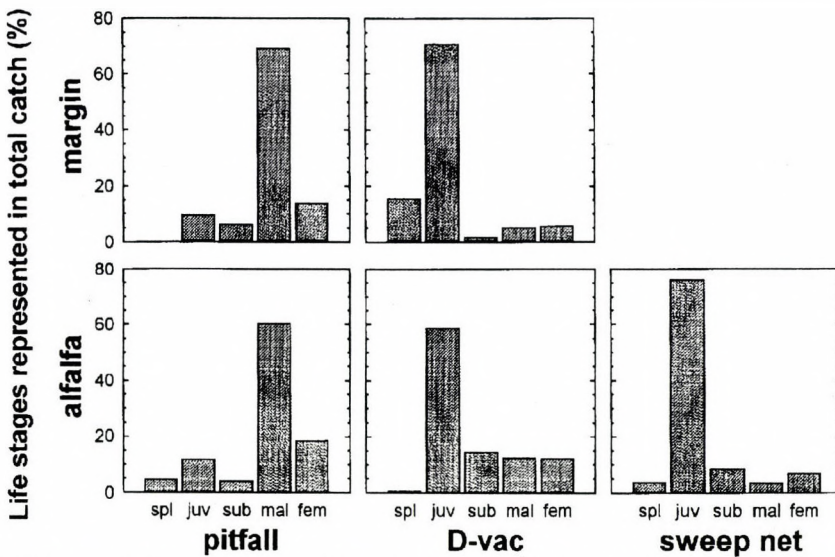 Life stages represented in total catch (%)
margin
80
60
40
20
0
alfalfa
80
60
40
20
0
spl juv sub mal fem
spl juv sub mal fem
spl juv sub mal fem
pitfall
D-vac
sweep net